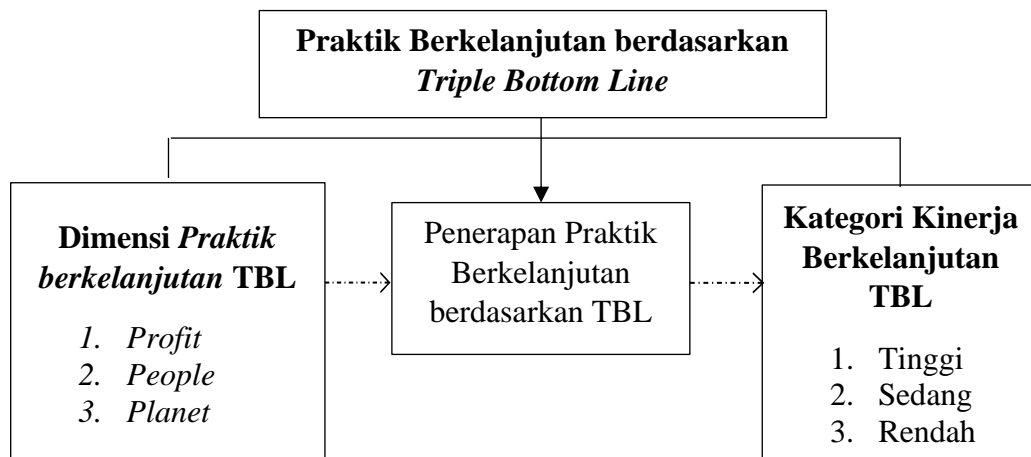 Praktik Berkelanjutan berdasarkan
Triple Bottom Line
Dimensi Praktik
berkelanjutan TBL
1. Profit
2. People
3. Planet
Penerapan Praktik
Berkelanjutan
berdasarkan TBL
Kategori Kinerja
Berkelanjutan
TBL
1. Tinggi
2. Sedang
3. Rendah